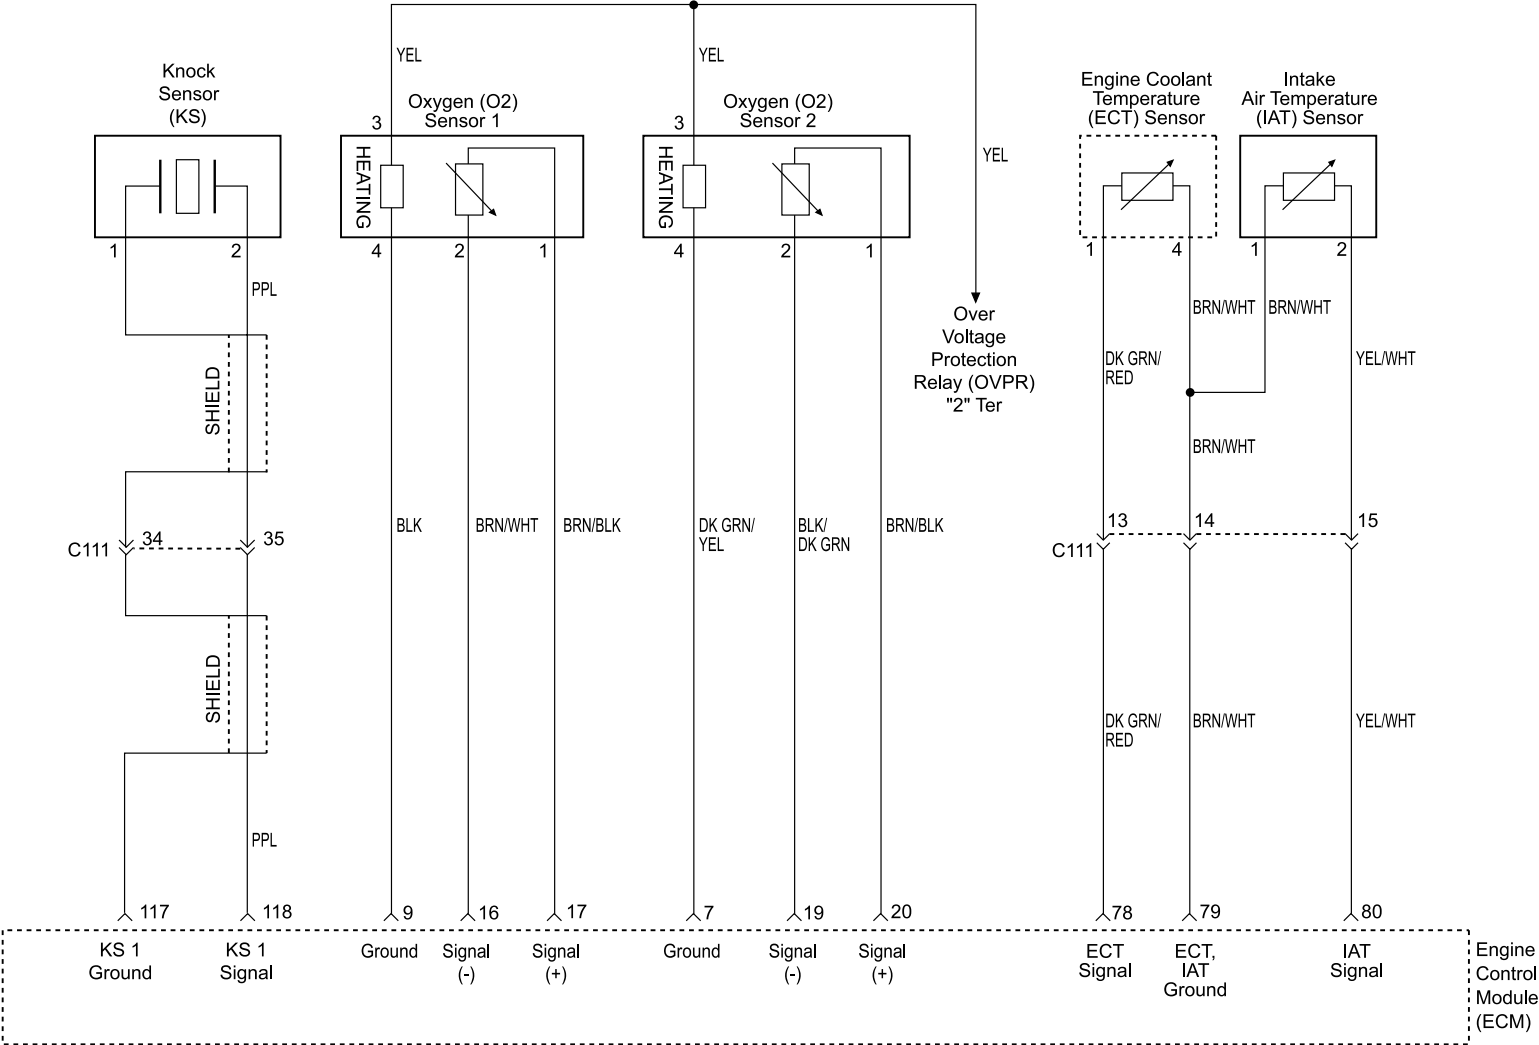 YEL
YEL
Knock
Sensor
(KS)
Oxygen (O2)
Sensor 1
Oxygen (O2)
Sensor 2
Engine Coolant
Temperature
(ECT) Sensor
Intake
Air Temperature
(IAT) Sensor
3
3
HEATING
HEATING
YEL
1
2
4
2
1
4
2
1
1
4
1
2
PPL
BRN/WHT
BRN/WHT
Over
Voltage
Protection
Relay (OVPR)
"2" Ter
SHIELD
DK GRN/
RED
YEL/WHT
BRN/WHT
C111
34
35
BLK
BRN/WHT
BRN/BLK
DK GRN/
YEL
BLK/
DK GRN
BRN/BLK
13
14
15
C111
SHIELD
DK GRN/
RED
BRN/WHT
YEL/WHT
PPL
117
118
9
16
17
7
19
20
78
79
80
KS 1
Ground
KS 1
Signal
Ground
Signal
(-)
Signal
(+)
Ground
Signal
(-)
Signal
(+)
ECT
Signal
ECT,
IAT
Ground
IAT
Signal
Engine
Control
Module
(ECM)